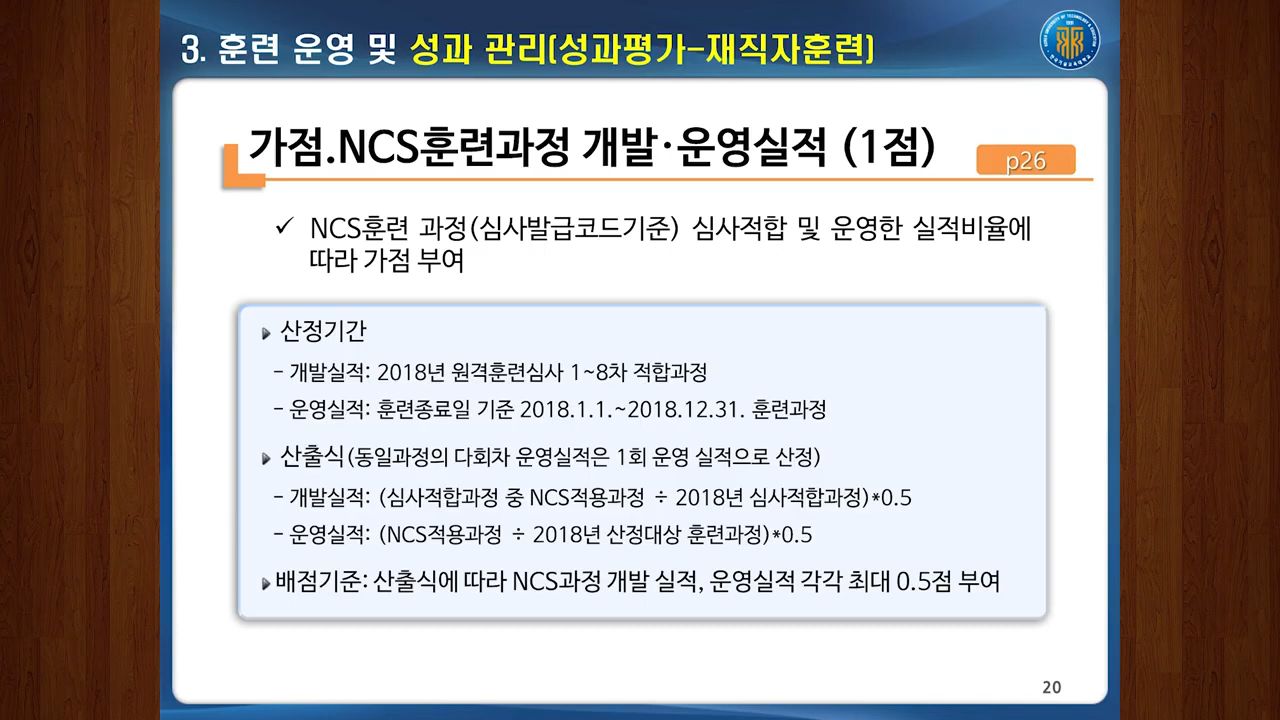 3. 훈련 운영 및 성과 관리(성과평가-재직자훈련)
가점.NCS훈련과정 개발·운영실적 (1점)
p26
✓ NCS훈련 과정(심사발급코드기준) 심사적합 및 운영한 실적비율에
따라 가점 부여
산정기간
- 개발실적: 2018년 원격훈련심사 1~8차 적합과정
- 운영실적: 훈련종료일 기준 2018.1.1.~2018.12.31. 훈련과정
산출식(동일과정의 다회차 운영실적은 1회 운영 실적으로 산정)
- 개발실적: (심사적합과정 중 NCS적용과정 ÷ 2018년 심사적합과정)*0.5
- 운영실적: (NCS적용과정 ÷ 2018년 산정대상 훈련과정)*0.5
배점기준: 산출식에 따라 NCS과정 개발 실적, 운영실적 각각 최대 0.5점 부여
20